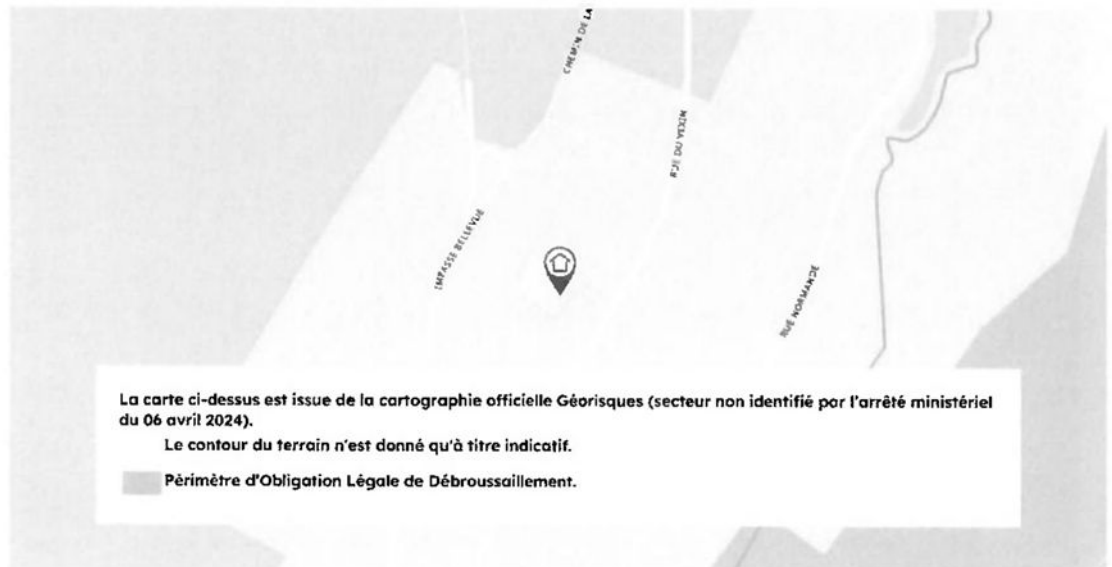 CHEMIN DE LA
RUE DU VEXIN
IMPASSE BELLEVUE
RUE NORMANDE
La carte ci-dessus est issue de la cartographie officielle Géorisques (secteur non identifié par l'arrêté ministériel
du 06 avril 2024).
Le contour du terrain n'est donné qu'à titre indicatif.
Périmètre d'Obligation Légale de Débroussaillement.